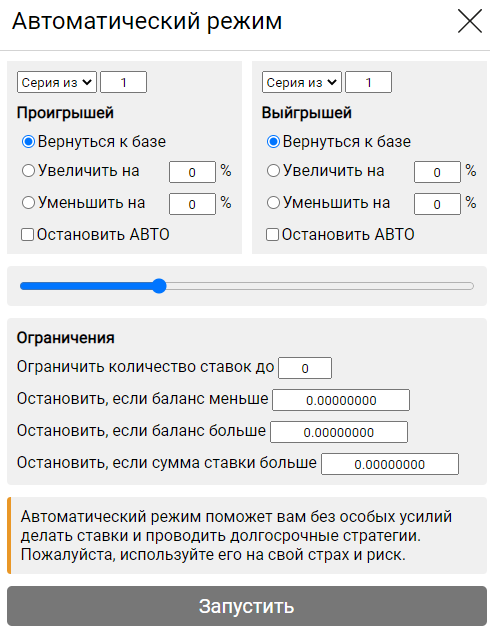 Автоматический режим
Серия из 1
Проигрышей
Вернуться к базе
Увеличить на 0 %
Уменьшить на 0 %
Остановить АВТО
Серия из 1
Выйгрышей
Вернуться к базе
Увеличить на 0 %
Уменьшить на 0 %
Остановить АВТО
Ограничения
Ограничить количество ставок до 0
Остановить, если баланс меньше 0.00000000
Остановить, если баланс больше 0.00000000
Остановить, если сумма ставки больше 0.00000000
Автоматический режим поможет вам без особых усилий
делать ставки и проводить долгосрочные стратегии.
Пожалуйста, используйте его на свой страх и риск.
Запустить